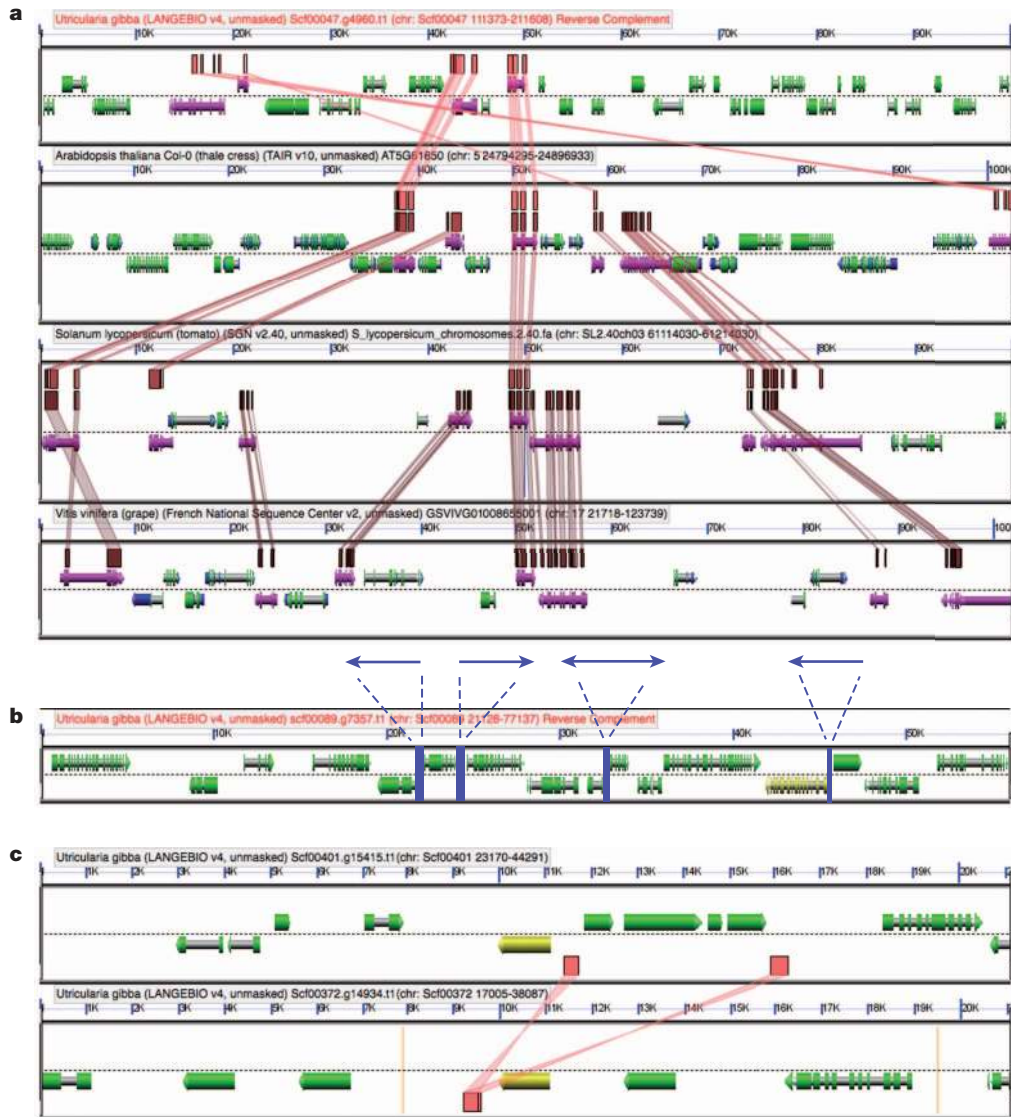 a
Utricularia gibba (LANGEBIO v4, unmasked) Scf00047.g4960.t1 (chr: Scf00047 111373-211608) Reverse Complement
10K 20K 30K 40K 50K 60K 70K 80K 90K
Arabidopsis thaliana Col-0 (thale cress) (TAIR v10, unmasked) AT5G61650 (chr: 5 24794295-24896933)
10K 20K 30K 40K 50K 60K 70K 80K 90K 100K
Solanum lycopersicum (tomato) (SGN v2.40, unmasked) S_lycopersicum_chromosomes.2.40.fa (chr: SL2.40ch03 61114030-61214030)
10K 20K 30K 40K 50K 60K 70K 80K 90K
Vitis vinifera (grape) (French National Sequence Center v2, unmasked) GSVIVG01008655001 (chr: 17 21718-123739)
10K 20K 30K 40K 50K 60K 70K 80K 90K 100
b
Utricularia gibba (LANGEBIO v4, unmasked) scf00089.g7357.t1 (chr: Scf00089 21128-77137) Reverse Complement
10K 20 30K 40K 50K
c
Utricularia gibba (LANGEBIO v4, unmasked) Scf00401.g15415.t1(chr: Scf00401 23170-44291)
1K 2K 3K 4K 5K 6K 7K 8K 9K 10K 11K 12K 13K 14K 15K 16K 17K 18K 19K 20K 2
Utricularia gibba (LANGEBIO v4, unmasked) Scf00372.g14934.t1(chr: Scf00372 17005-38087)
1K 2K 3K 4K 5K 6K 7K 8K 9K 10K 11K 12K 13K 14K 15K 16K 17K 18K 19K 20K 2